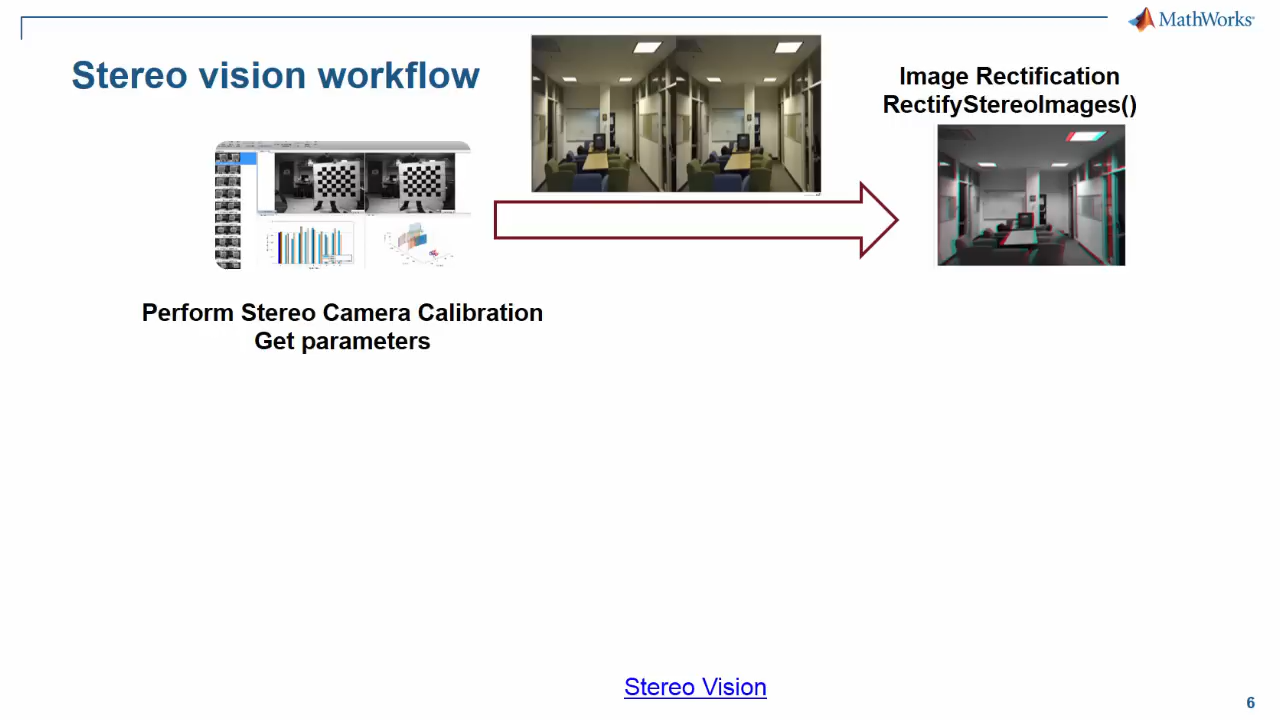 MathWorks
Stereo vision workflow
Image Rectification
RectifyStereoImages()
Perform Stereo Camera Calibration
Get parameters
Stereo Vision
6